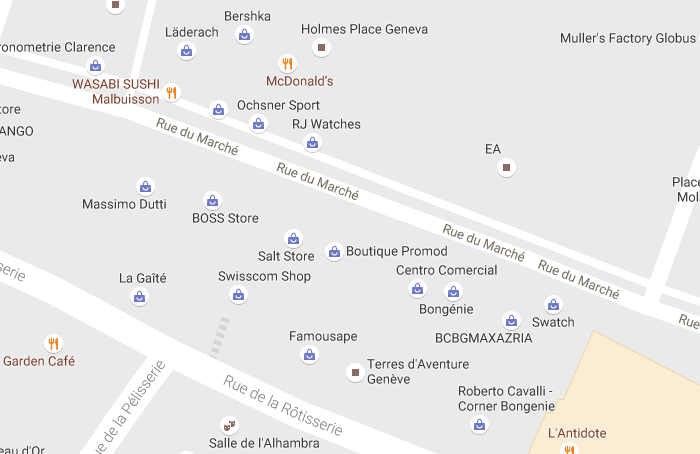 Bershka
Läderach
Holmes Place Geneva
Muller's Factory Globus
ronometrie Clarence
McDonald's
WASABI SUSHI
Malbuisson
tore
Ochsner Sport
RJ Watches
ANGO
Rue du Marché
EA
eva
Rue du Marché
Place
Mol
Massimo Dutti
BOSS Store
Rue du Marché
Salt Store
Boutique Promod
Rue du Marché
serie
La Gaîté
Swisscom Shop
Centro Comercial
Bongénie
Swatch
Rue
BCBGMAXAZRIA
Famousape
Garden Café
Terres d'Aventure
Genève
Rue de la Rôtisserie
Roberto Cavalli -
Corner Bongenie
ue de la Pélisserie
Salle de l'Alhambra
L'Antidote
eau d'Or